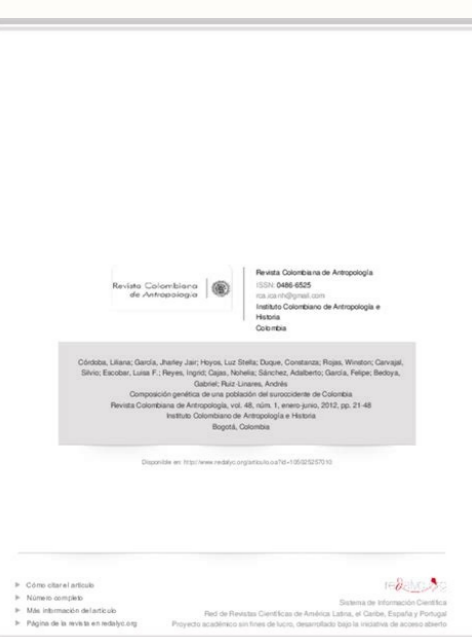 Revista Colombiana
de Antropología
Revista Colombiana de Antropología
ISSN: 0486-6525
rca.icanh@gmail.com
Instituto Colombiano de Antropología e
Historia
Colombia
Córdoba, Liliana; García, Jharley Jair; Hoyos, Luz Stella; Duque, Constanza; Rojas, Winston; Carvajal,
Silvio; Escobar, Luisa F.; Reyes, Ingrid; Cajas, Nohelia; Sánchez, Adalberto; García, Felipe; Bedoya,
Gabriel; Ruiz-Linares, Andrés
Composición genética de una población del suroccidente de Colombia
Revista Colombiana de Antropología, vol. 48, núm. 1, enero-junio, 2012, pp. 21-48
Instituto Colombiano de Antropología e Historia
Bogotá, Colombia
Disponible en: http://www.redalyc.org/articulo.oa?id=105025257010
Cómo citar el artículo
Número completo
Más información del artículo
Página de la revista en redalyc.org
redalyc.org
Sistema de Información Científica
Red de Revistas Científicas de América Latina, el Caribe, España y Portugal
Proyecto académico sin fines de lucro, desarrollado bajo la iniciativa de acceso abierto